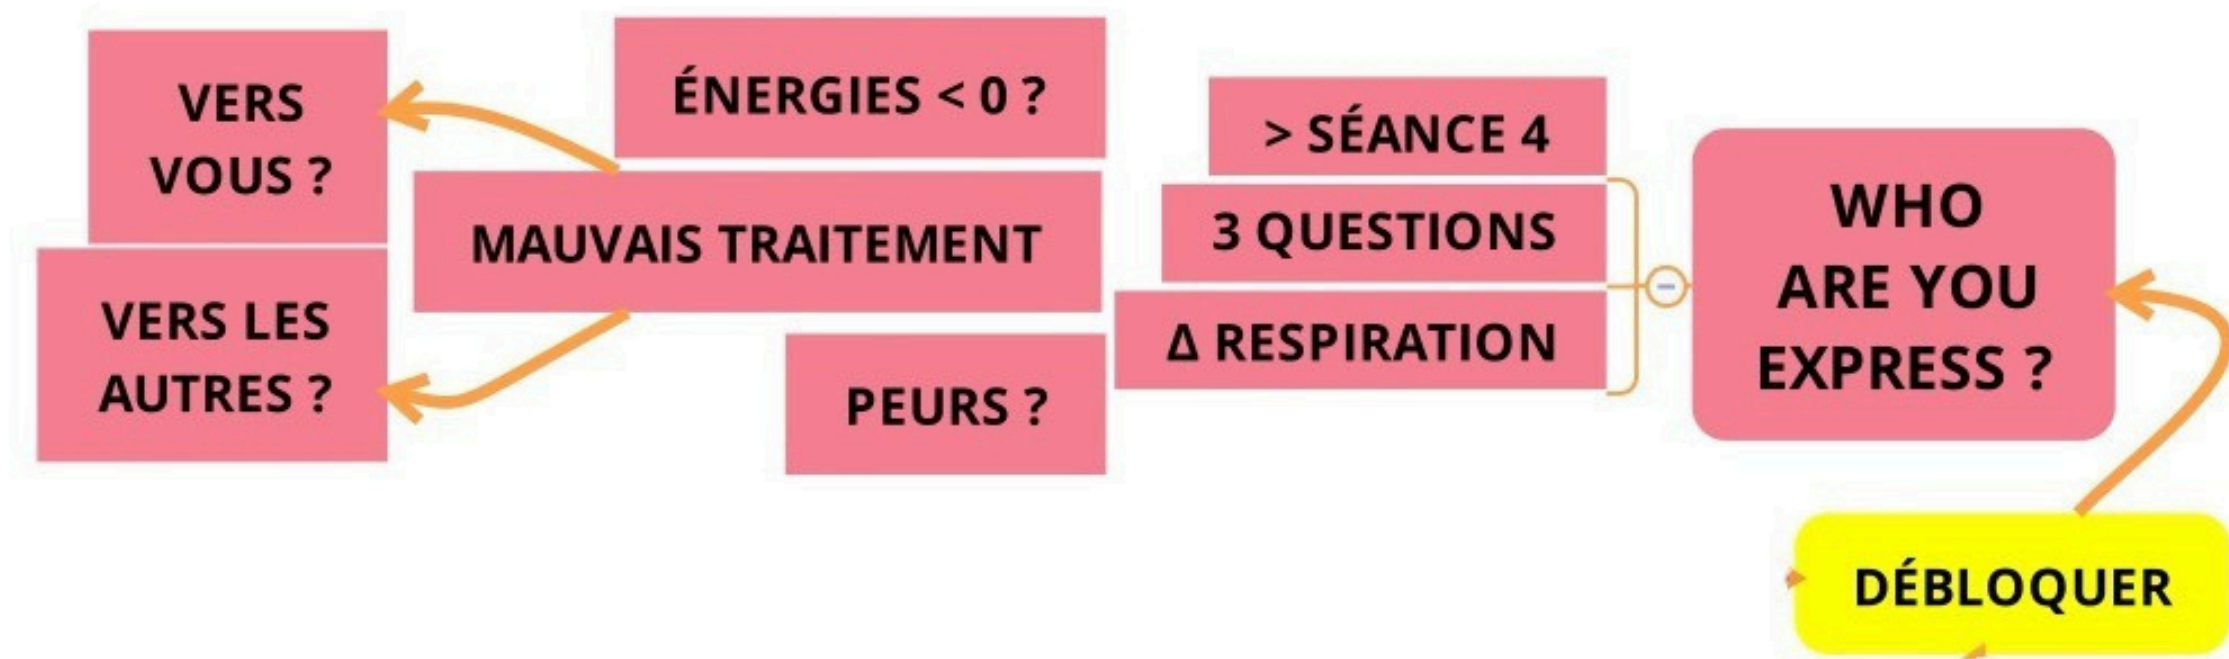 VERS
VOUS ?
VERS LES
AUTRES ?
ÉNERGIES < 0 ?
MAUVAIS TRAITEMENT
PEURS ?
> SÉANCE 4
3 QUESTIONS
Δ RESPIRATION
WHO
ARE YOU
EXPRESS ?
DÉBLOQUER